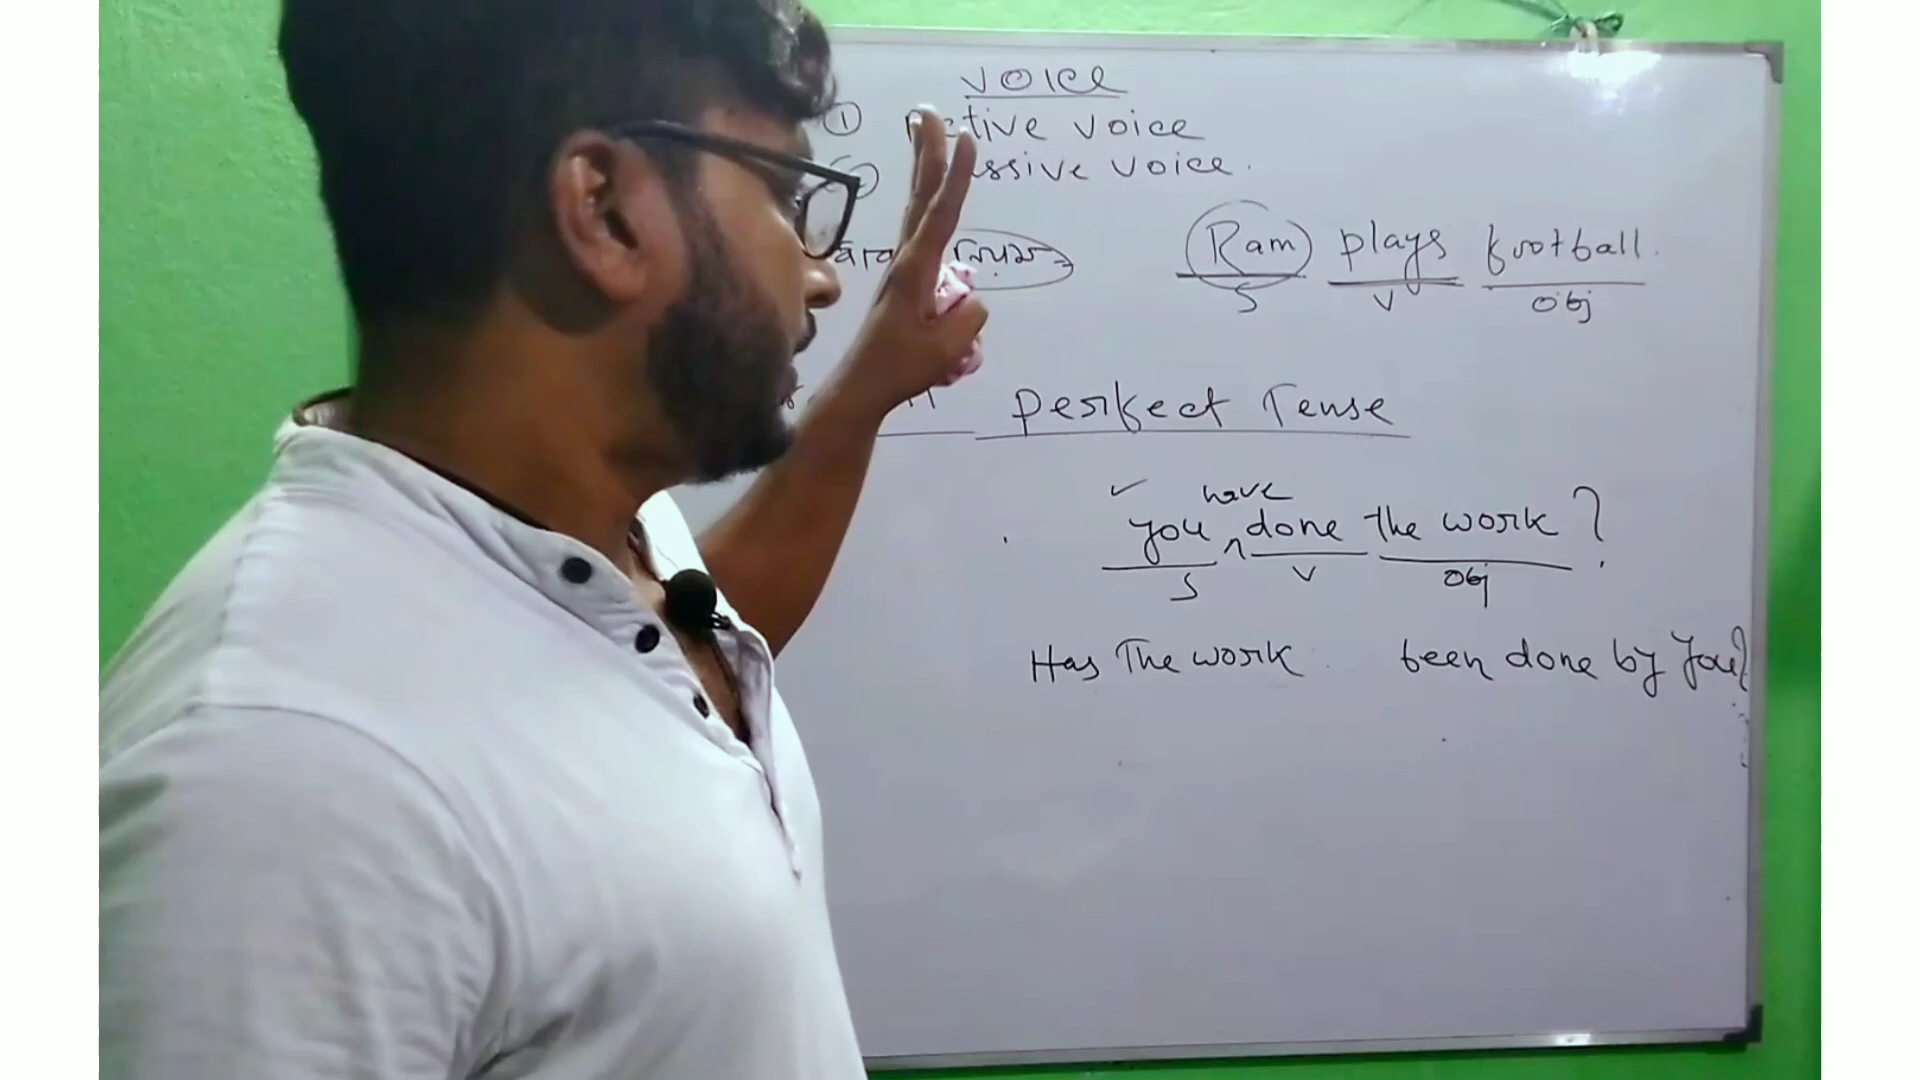 VOICE
① Active voice
② Passive voice.
Ram plays football.
S V obj
Perfect Tense
✓ have
you ^ done the work ?
S V obj
Has The work been done by you?